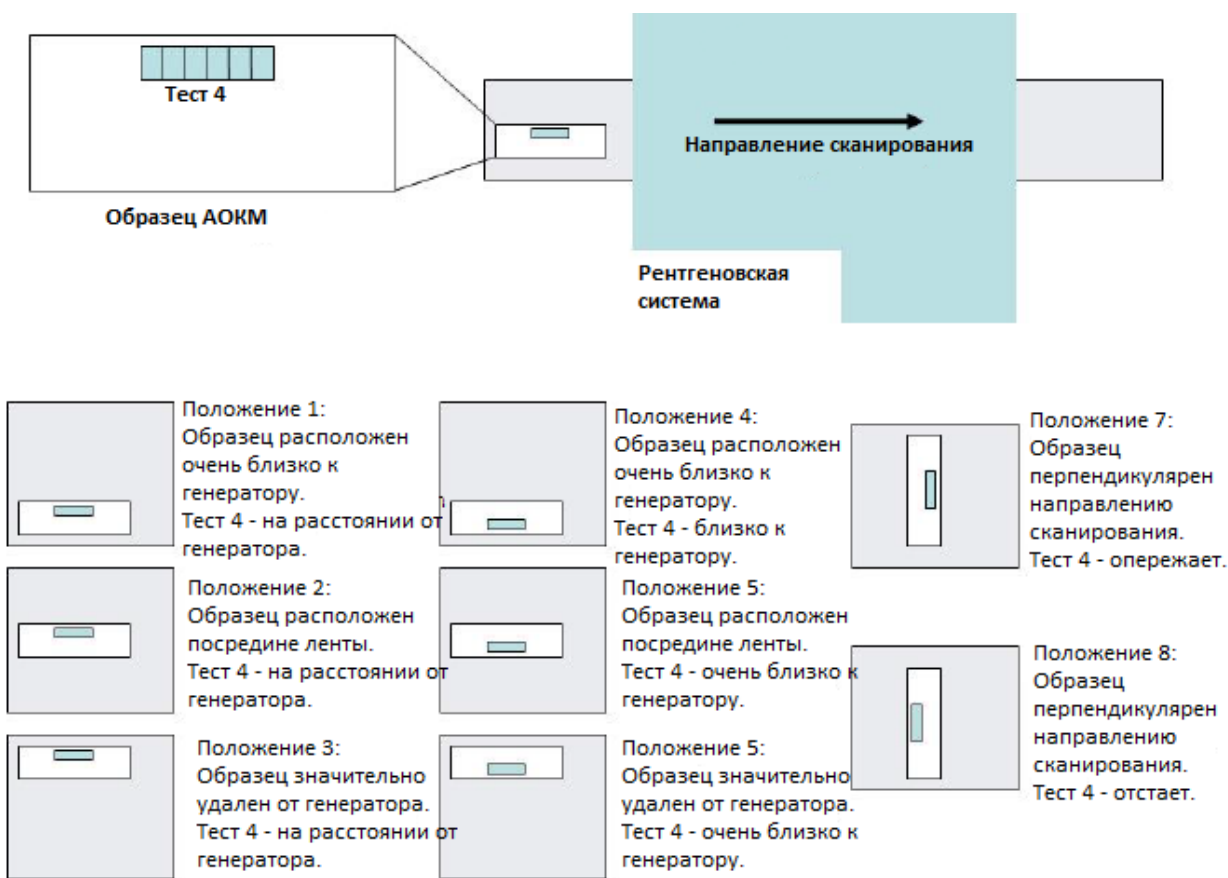 Тест 4
Образец АОКМ
Направление сканирования
Рентгеновская
система
Положение 1:
Образец расположен
очень близко к
генератору.
Тест 4 - на расстоянии от
генератора.
Положение 2:
Образец расположен
посредине ленты.
Тест 4 - на расстоянии от
генератора.
Положение 3:
Образец значительно
удален от генератора.
Тест 4 - на расстоянии от
генератора.
Положение 4:
Образец расположен
очень близко к
генератору.
Тест 4 - близко к
генератору.
Положение 5:
Образец расположен
посредине ленты.
Тест 4 - очень близко к
генератору.
Положение 5:
Образец значительно
удален от генератора.
Тест 4 - очень близко к
генератору.
Положение 7:
Образец
перпендикулярен
направлению
сканирования.
Тест 4 - опережает.
Положение 8:
Образец
перпендикулярен
направлению
сканирования.
Тест 4 - отстает.